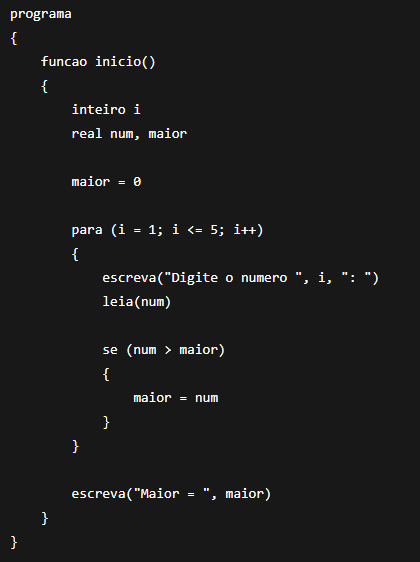 programa
{
    funcao inicio()
    {
        inteiro i
        real num, maior

        maior = 0

        para (i = 1; i <= 5; i++)
        {
            escreva("Digite o numero ", i, ": ")
            leia(num)

            se (num > maior)
            {
                maior = num
            }
        }

        escreva("Maior = ", maior)
    }
}